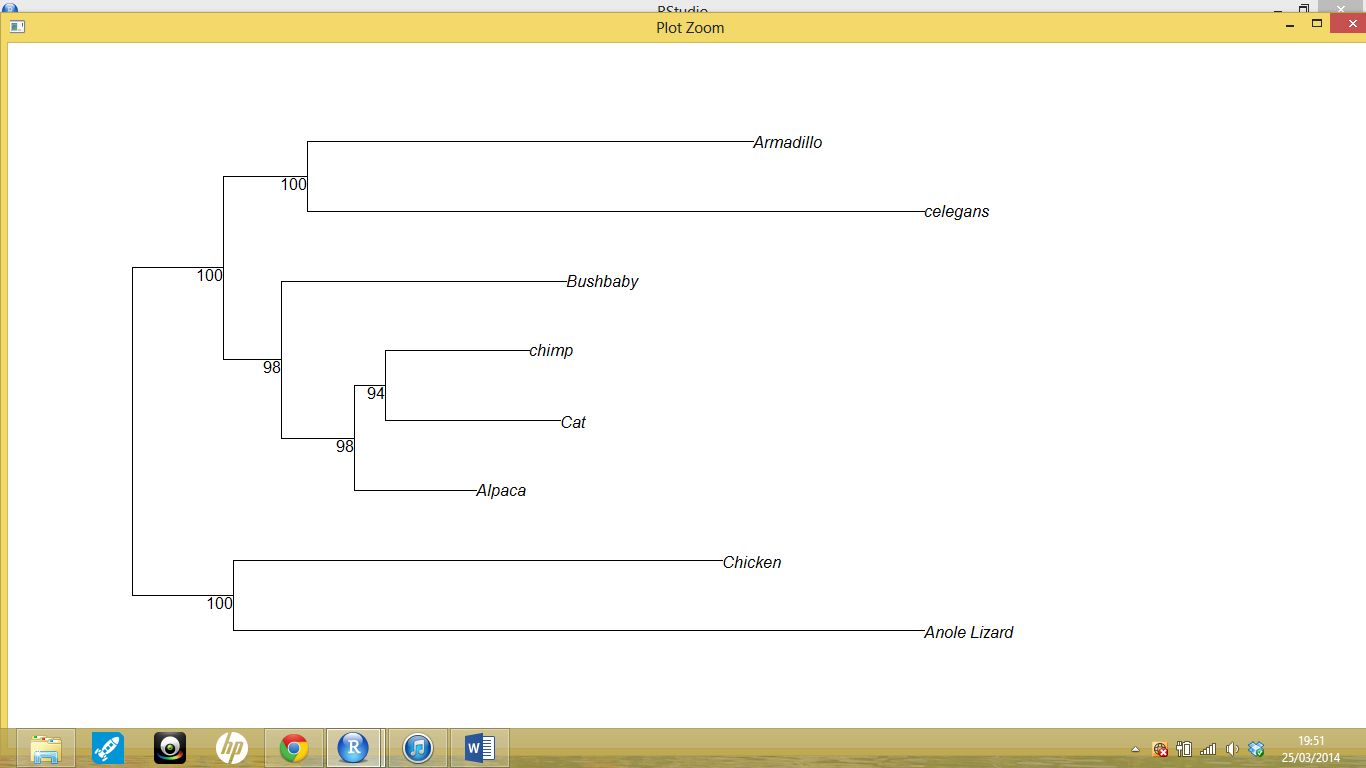 RStudio
Plot Zoom
Armadillo
100
celegans
100
Bushbaby
98
chimp
94
Cat
98
Alpaca
Chicken
100
Anole Lizard
hp
R
W
19:51
25/03/2014